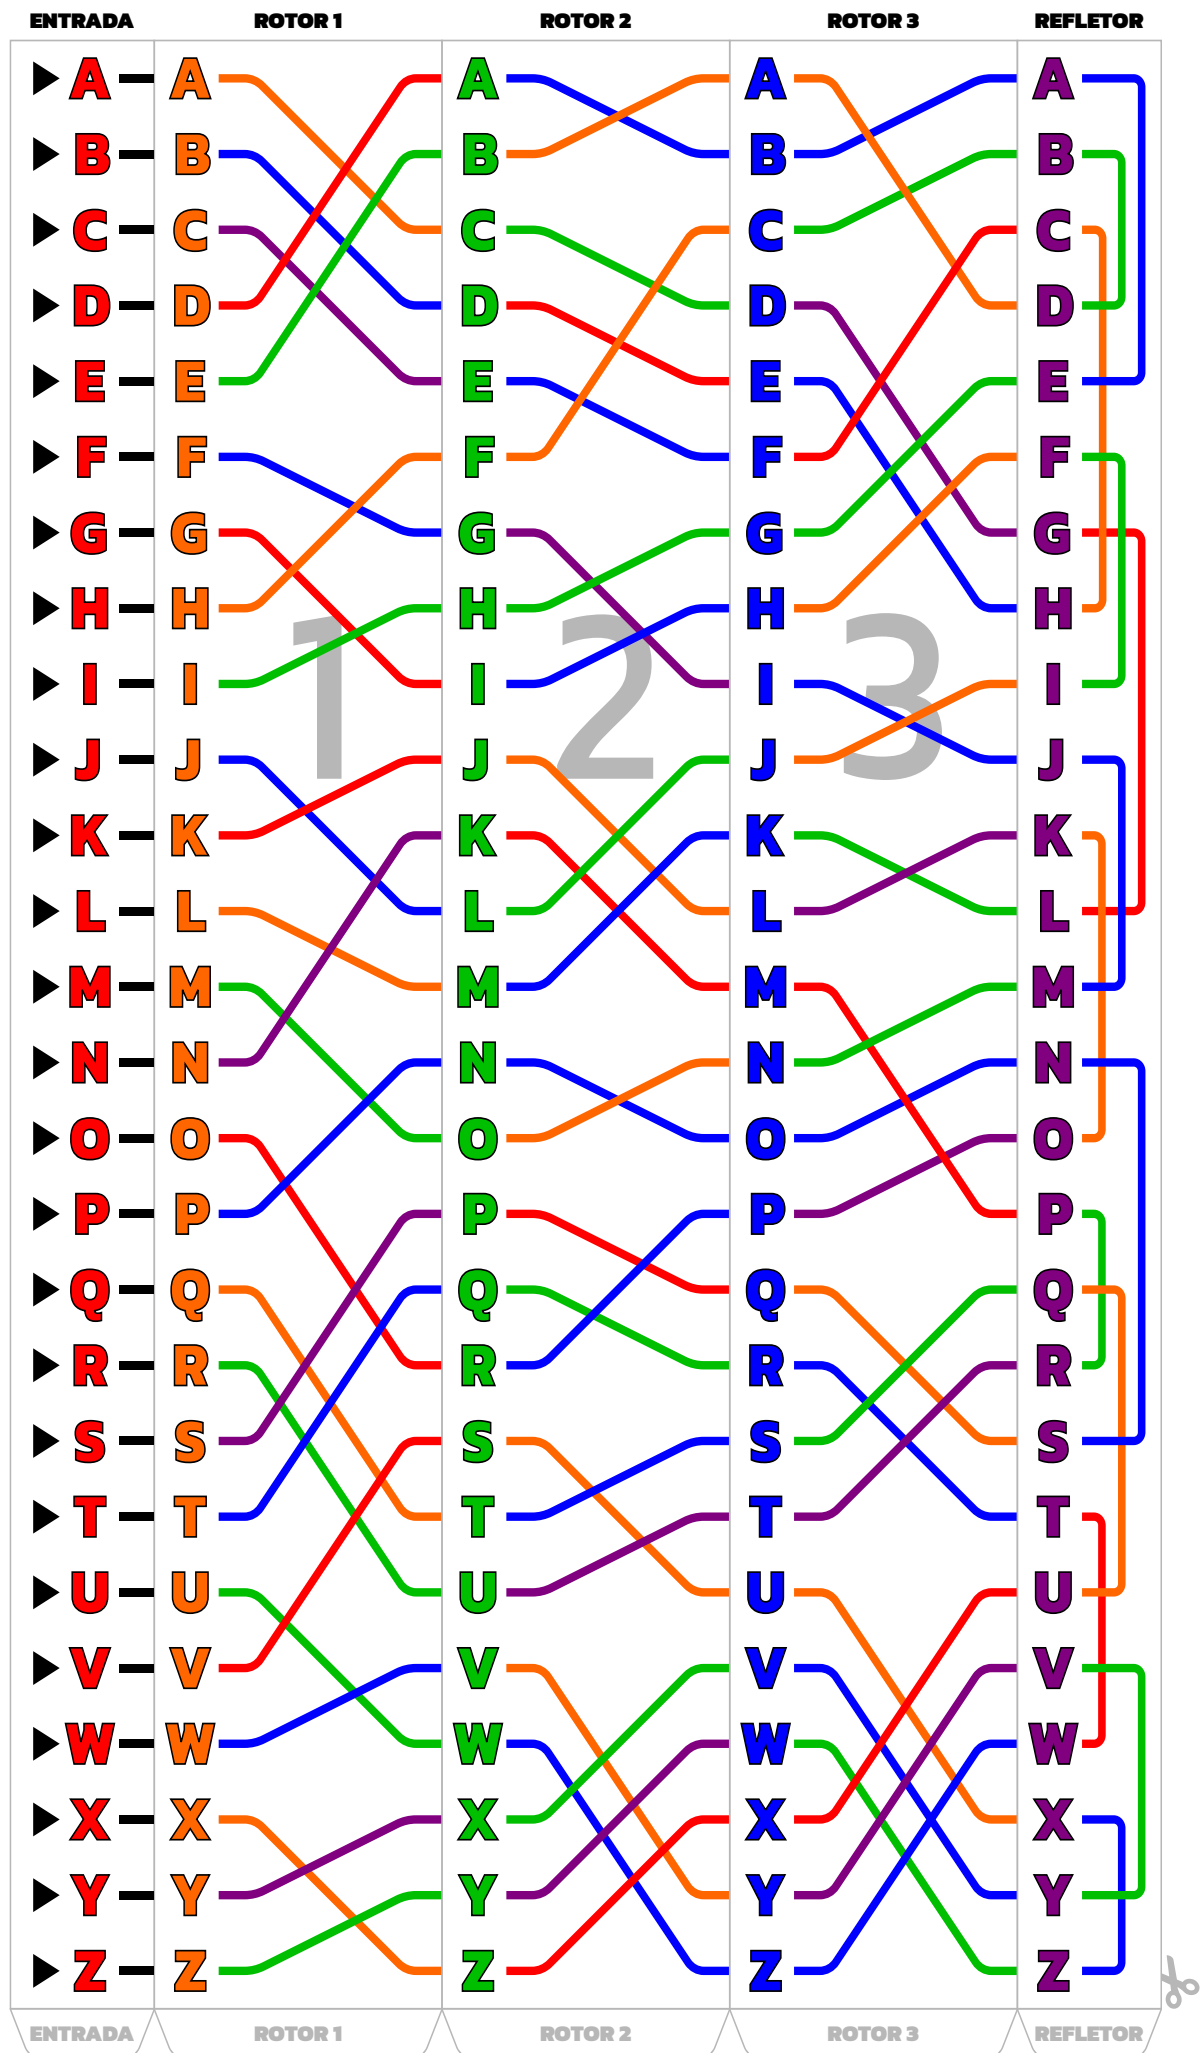 ENTRADA ROTOR 1 ROTOR 2 ROTOR 3 REFLETOR
A A A A A
B B B B B
C C C C C
D D D D D
E E E E E
F F F F F
G G G G G
H H H H H
I I I I I
J J J J J
K K K K K
L L L L L
M M M M M
N N N N N
O O O O O
P P P P P
Q Q Q Q Q
R R R R R
S S S S S
T T T T T
U U U U U
V V V V V
W W W W W
X X X X X
Y Y Y Y Y
Z Z Z Z Z
1 2 3
ENTRADA ROTOR 1 ROTOR 2 ROTOR 3 REFLETOR